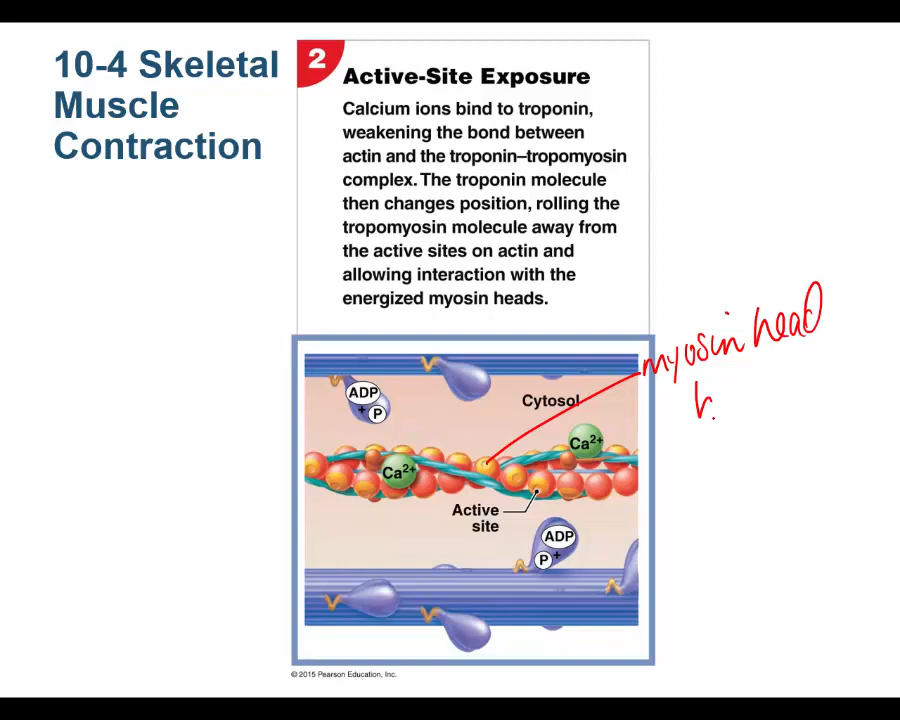 10-4 Skeletal
Muscle
Contraction
2
Active-Site Exposure
Calcium ions bind to troponin,
weakening the bond between
actin and the troponin–tropomyosin
complex. The troponin molecule
then changes position, rolling the
tropomyosin molecule away from
the active sites on actin and
allowing interaction with the
energized myosin heads.
myosin head
ADP
+ P
Cytosol
Ca2+
Ca2+
Active
site
ADP
P +
© 2015 Pearson Education, Inc.